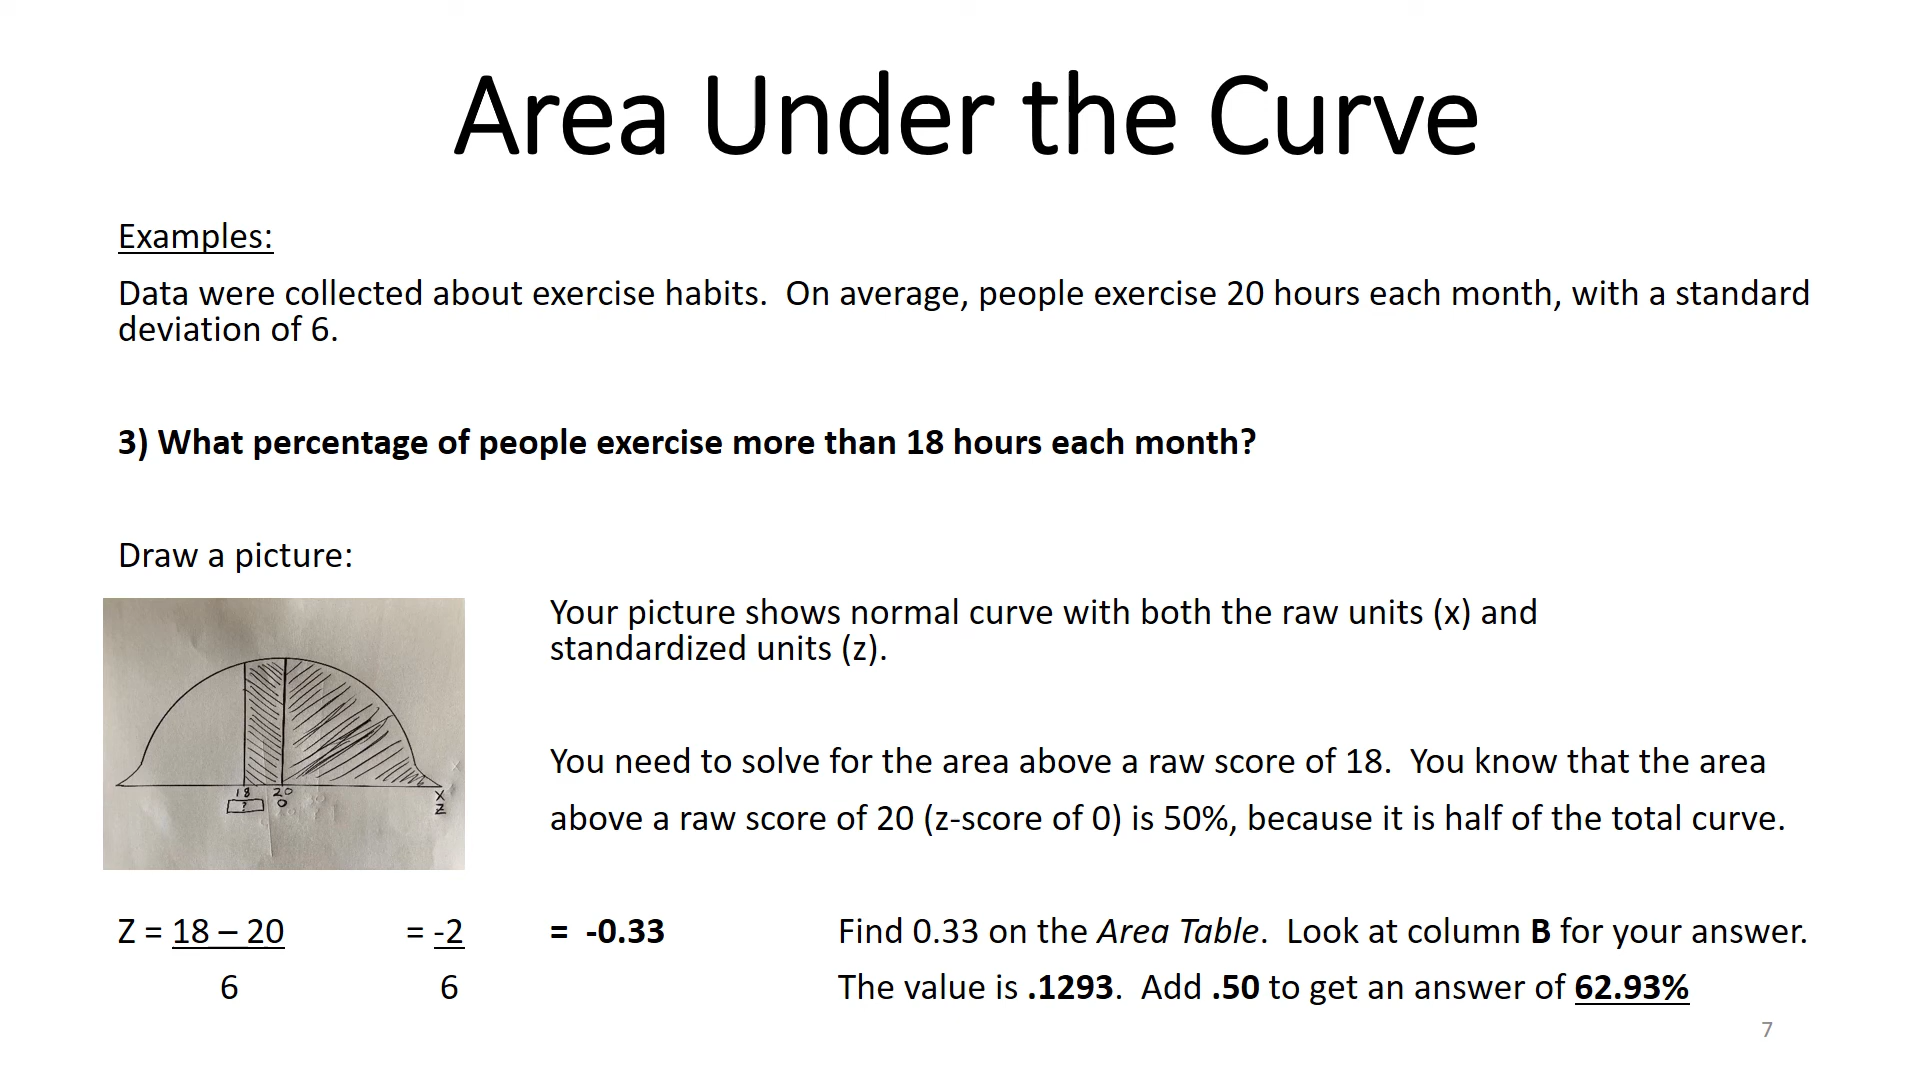 Area Under the Curve
Examples:
Data were collected about exercise habits.  On average, people exercise 20 hours each month, with a standard
deviation of 6.
3) What percentage of people exercise more than 18 hours each month?
Draw a picture:
Your picture shows normal curve with both the raw units (x) and
standardized units (z).
You need to solve for the area above a raw score of 18.  You know that the area
above a raw score of 20 (z-score of 0) is 50%, because it is half of the total curve.
18 20 X
? 0 Z
Z = 18 – 20 = -2 = -0.33 Find 0.33 on the Area Table.  Look at column B for your answer.
6 6 The value is .1293.  Add .50 to get an answer of 62.93%
7